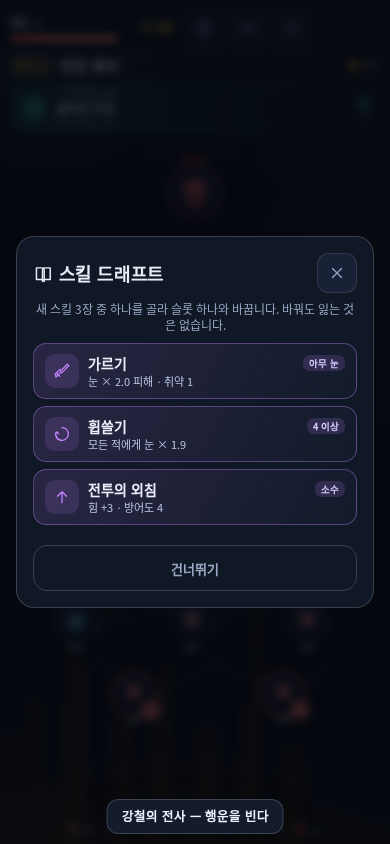 스킬 드래프트
새 스킬 3장 중 하나를 골라 슬롯 하나와 바꿉니다. 바꿔도 잃는 것
은 없습니다.
가르기
아무 눈
눈 × 2.0 피해 · 취약 1
휩쓸기
4 이상
모든 적에게 눈 × 1.9
전투의 외침
소수
힘 +3 · 방어도 4
건너뛰기
강철의 전사 — 행운을 빈다